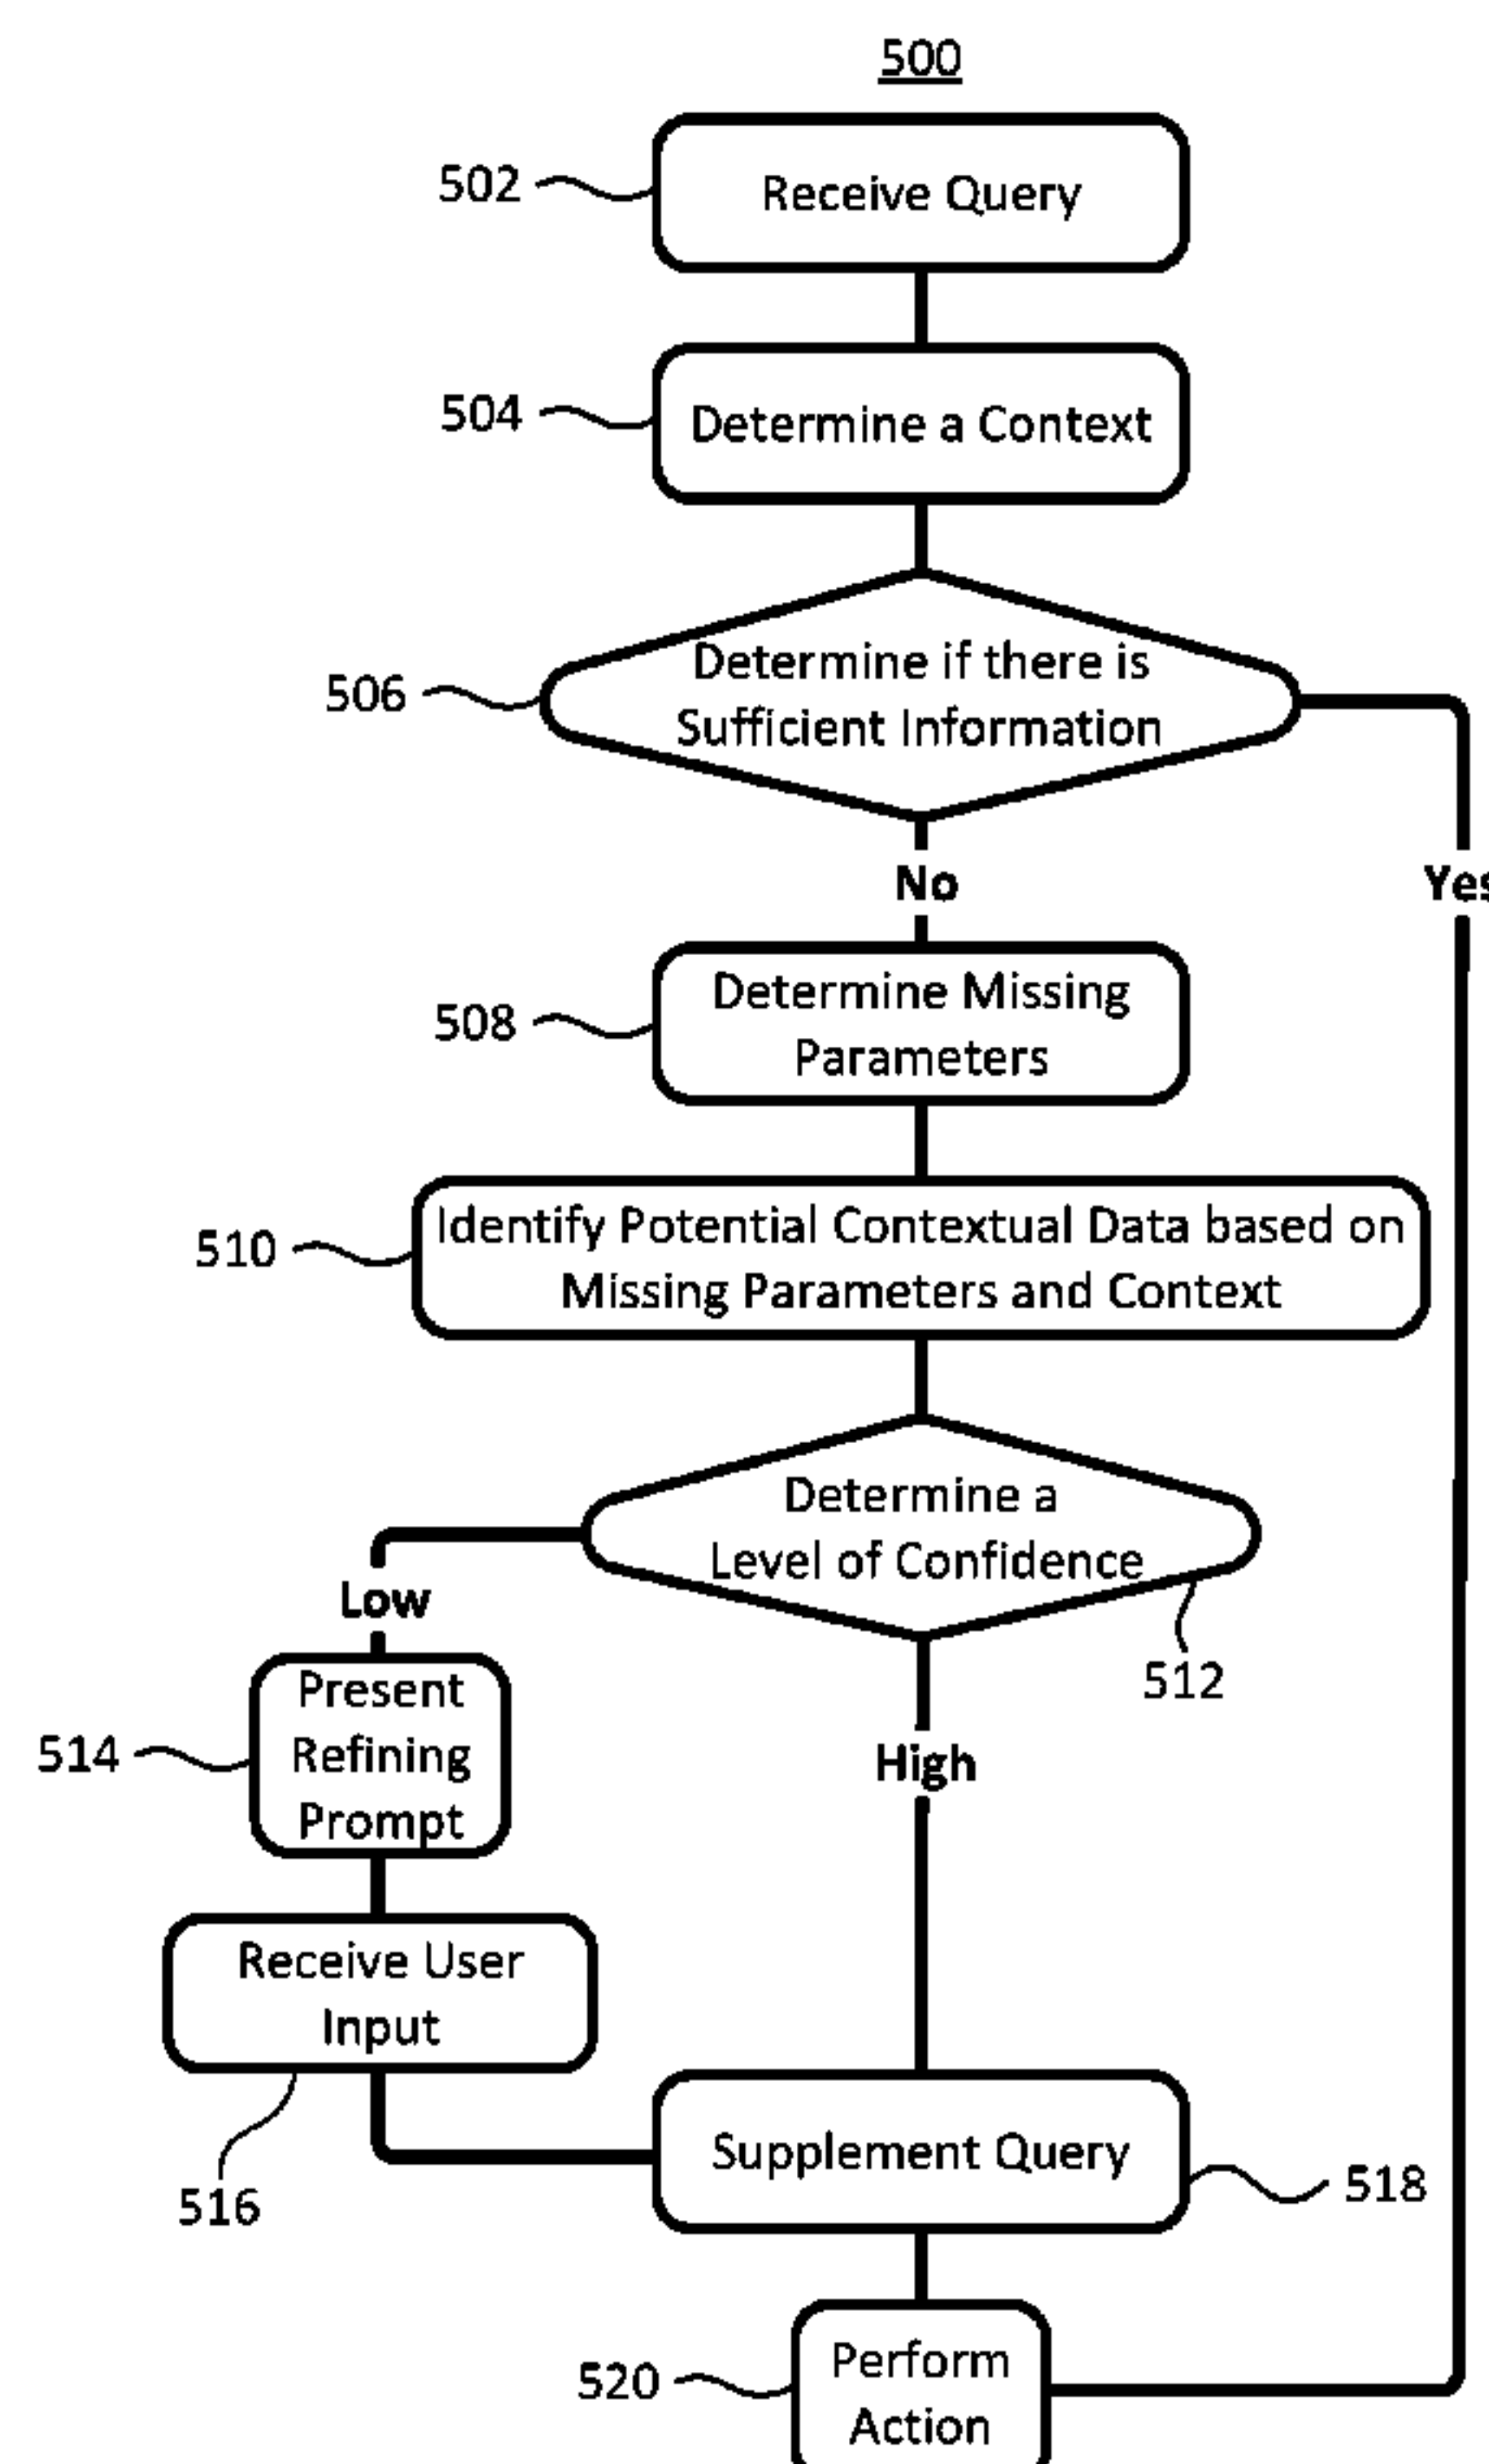 500
502
Receive Query
504
Determine a Context
506
Determine if there is
Sufficient Information
No
Yes
508
Determine Missing
Parameters
510
Identify Potential Contextual Data based on
Missing Parameters and Context
Determine a
Level of Confidence
512
Low
High
514
Present
Refining
Prompt
Receive User
Input
516
Supplement Query
518
520
Perform
Action